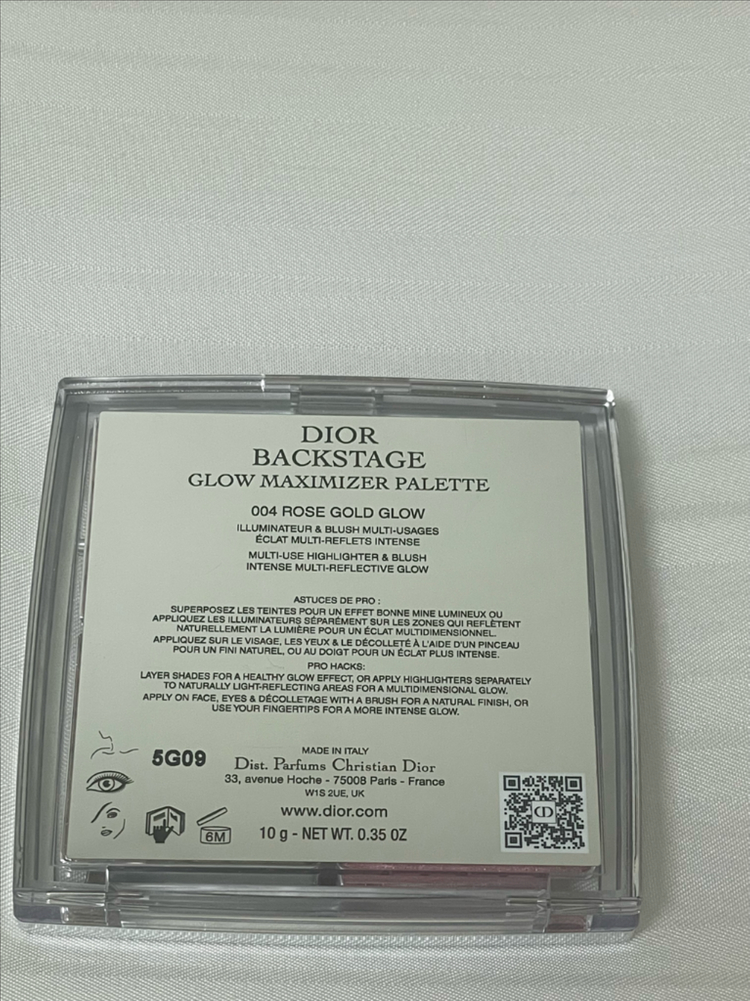 DIOR
BACKSTAGE
GLOW MAXIMIZER PALETTE
004 ROSE GOLD GLOW
ILLUMINATEUR & BLUSH MULTI-USAGES
ÉCLAT MULTI-REFLETS INTENSE
MULTI-USE HIGHLIGHTER & BLUSH
INTENSE MULTI-REFLECTIVE GLOW
ASTUCES DE PRO :
SUPERPOSEZ LES TEINTES POUR UN EFFET BONNE MINE LUMINEUX OU
APPLIQUEZ LES ILLUMINATEURS SÉPARÉMENT SUR LES ZONES QUI REFLÈTENT
NATURELLEMENT LA LUMIÈRE POUR UN ÉCLAT MULTIDIMENSIONNEL.
APPLIQUEZ SUR LE VISAGE, LES YEUX & LE DÉCOLLETÉ À L'AIDE D'UN PINCEAU
POUR UN FINI NATUREL, OU AU DOIGT POUR UN ÉCLAT PLUS INTENSE.
PRO HACKS:
LAYER SHADES FOR A HEALTHY GLOW EFFECT, OR APPLY HIGHLIGHTERS SEPARATELY
TO NATURALLY LIGHT-REFLECTING AREAS FOR A MULTIDIMENSIONAL GLOW.
APPLY ON FACE, EYES & DÉCOLLETAGE WITH A BRUSH FOR A NATURAL FINISH, OR
USE YOUR FINGERTIPS FOR A MORE INTENSE GLOW.
5G09
MADE IN ITALY
Dist. Parfums Christian Dior
33, avenue Hoche - 75008 Paris - France
W1S 2UE, UK
www.dior.com
10 g - NET WT. 0.35 OZ
6M
CD